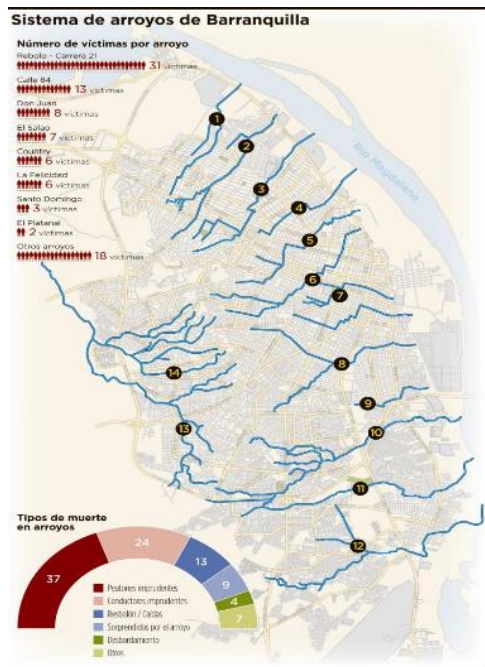 Sistema de arroyos de Barranquilla
Número de víctimas por arroyo
Rebolo - Carrera 21
31 víctimas
Calle 84
13 víctimas
Don Juan
8 víctimas
El Salao
7 víctimas
Country
6 víctimas
La Felicidad
6 víctimas
Santo Domingo
3 víctimas
El Platanal
2 víctimas
Otros arroyos
18 víctimas
Río Magdalena
1
2
3
4
5
6
7
8
9
10
11
12
13
14
Tipos de muerte
en arroyos
37
24
13
9
4
7
Peatones imprudentes
Conductores imprudentes
Resbalón / Caídas
Sorprendidos por el arroyo
Desbordamiento
Otros